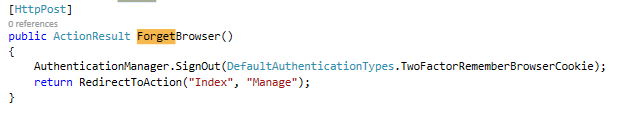 [HttpPost]
0 references
public ActionResult ForgetBrowser()
{
AuthenticationManager.SignOut(DefaultAuthenticationTypes.TwoFactorRememberBrowserCookie);
return RedirectToAction("Index", "Manage");
}